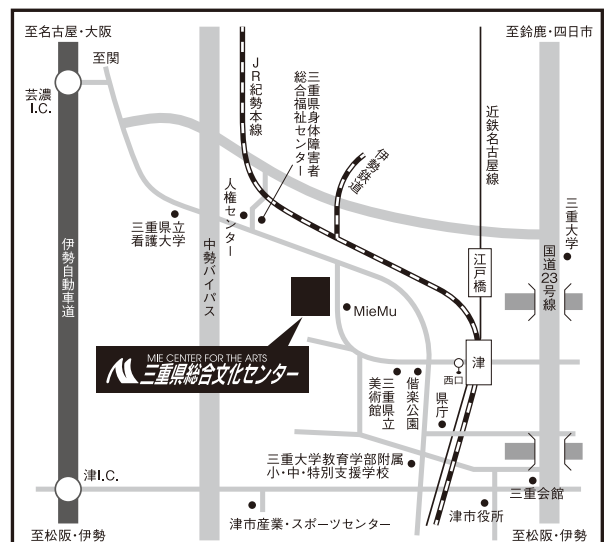 至名古屋・大阪
至鈴鹿・四日市
至関
芸濃
I.C.
JR紀勢本線
三重県身体障害者
総合福祉センター
伊勢鉄道
近鉄名古屋線
人権センター
三重県立
看護大学
三重大学
伊勢自動車道
中勢バイパス
江戸橋
国道23号線
MieMu
MIE CENTER FOR THE ARTS
三重県総合文化センター
津
西口
三重県立
美術館
偕楽公園
県庁
三重大学教育学部附属
小・中・特別支援学校
津I.C.
三重会館
津市産業・スポーツセンター
津市役所
至松阪・伊勢
至松阪・伊勢